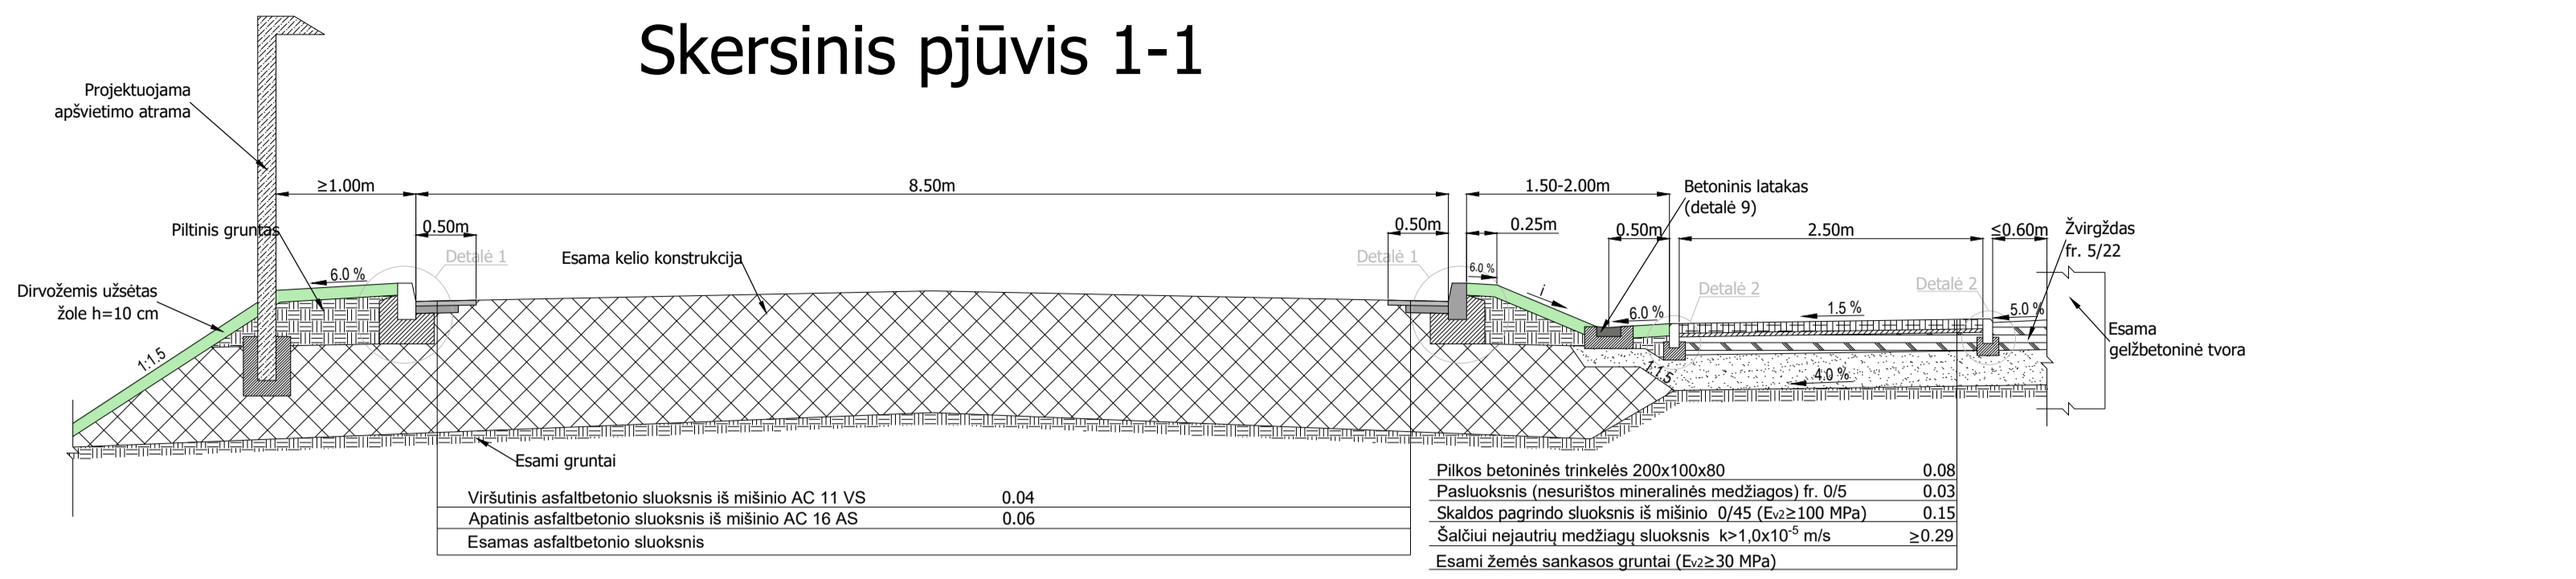 Skersinis pjūvis 1-1
Projektuojama
apšvietimo atrama
≥1.00m
8.50m
1.50-2.00m
Betoninis latakas
(detalė 9)
Piltinis gruntas
0.50m
0.50m
0.25m
0.50m
2.50m
≤0.60m
Žvirgždas
fr. 5/22
Detalė 1
Esama kelio konstrukcija
Detalė 1
6.0 %
6.0 %
i
Detalė 2
Detalė 2
Dirvožemis užsėtas
žole h=10 cm
6.0 %
1.5 %
5.0 %
Esama
gelžbetoninė tvora
1:1.5
1:1.5
4.0 %
Esami gruntai
Viršutinis asfaltbetonio sluoksnis iš mišinio AC 11 VS 0.04
Apatinis asfaltbetonio sluoksnis iš mišinio AC 16 AS 0.06
Esamas asfaltbetonio sluoksnis
Pilkos betoninės trinkelės 200x100x80 0.08
Pasluoksnis (nesurištos mineralinės medžiagos) fr. 0/5 0.03
Skaldos pagrindo sluoksnis iš mišinio 0/45 (Ev2≥100 MPa) 0.15
Šalčiui nejautrių medžiagų sluoksnis k>1,0x10-5 m/s ≥0.29
Esami žemės sankasos gruntai (Ev2≥30 MPa)